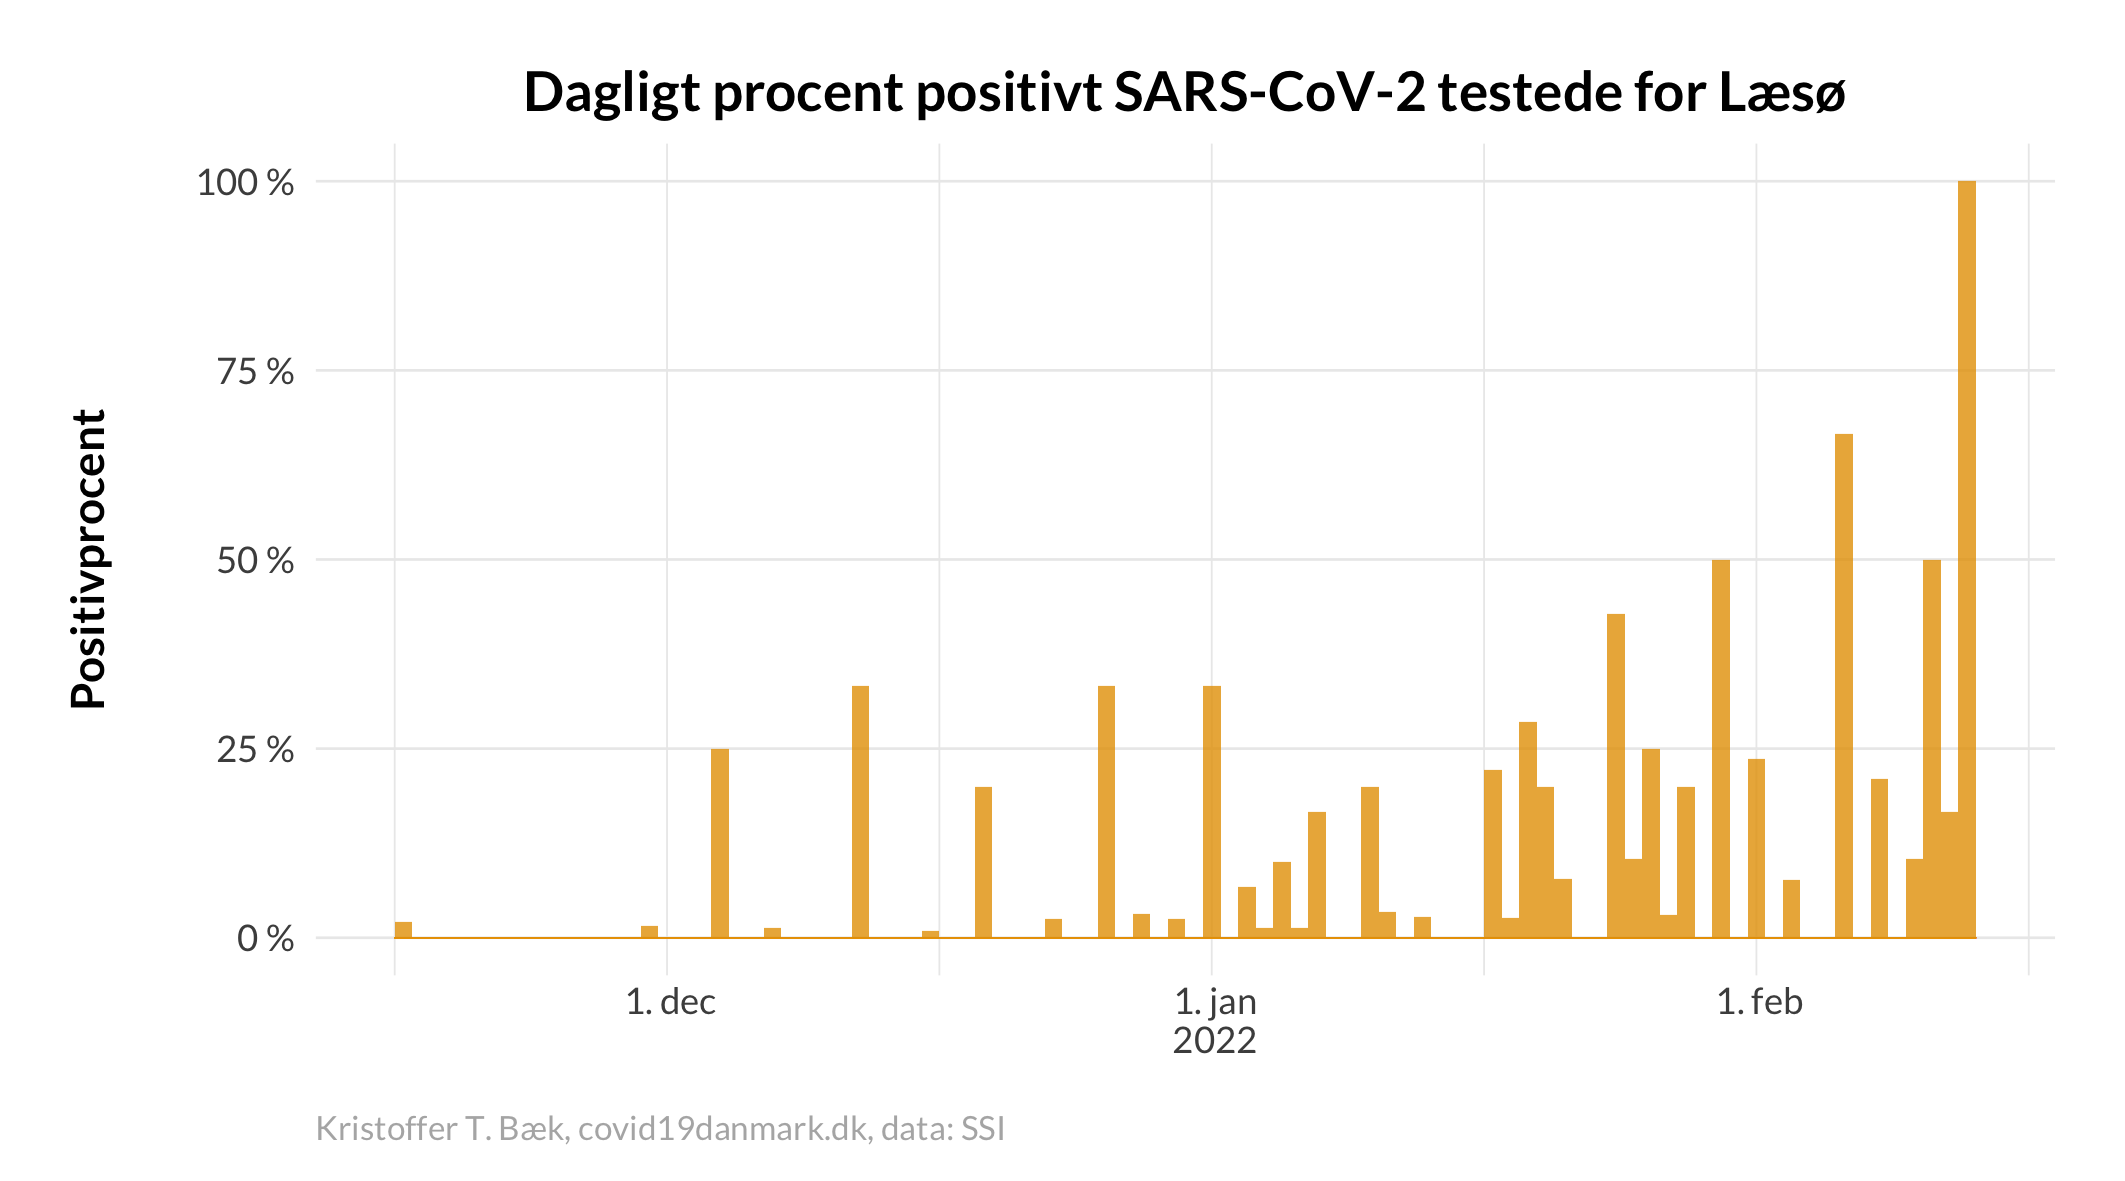 Dagligt procent positivt SARS-CoV-2 testede for Læsø
Positivprocent
100 %
75 %
50 %
25 %
0 %
1. dec
1. jan
2022
1. feb
Kristoffer T. Bæk, covid19danmark.dk, data: SSI